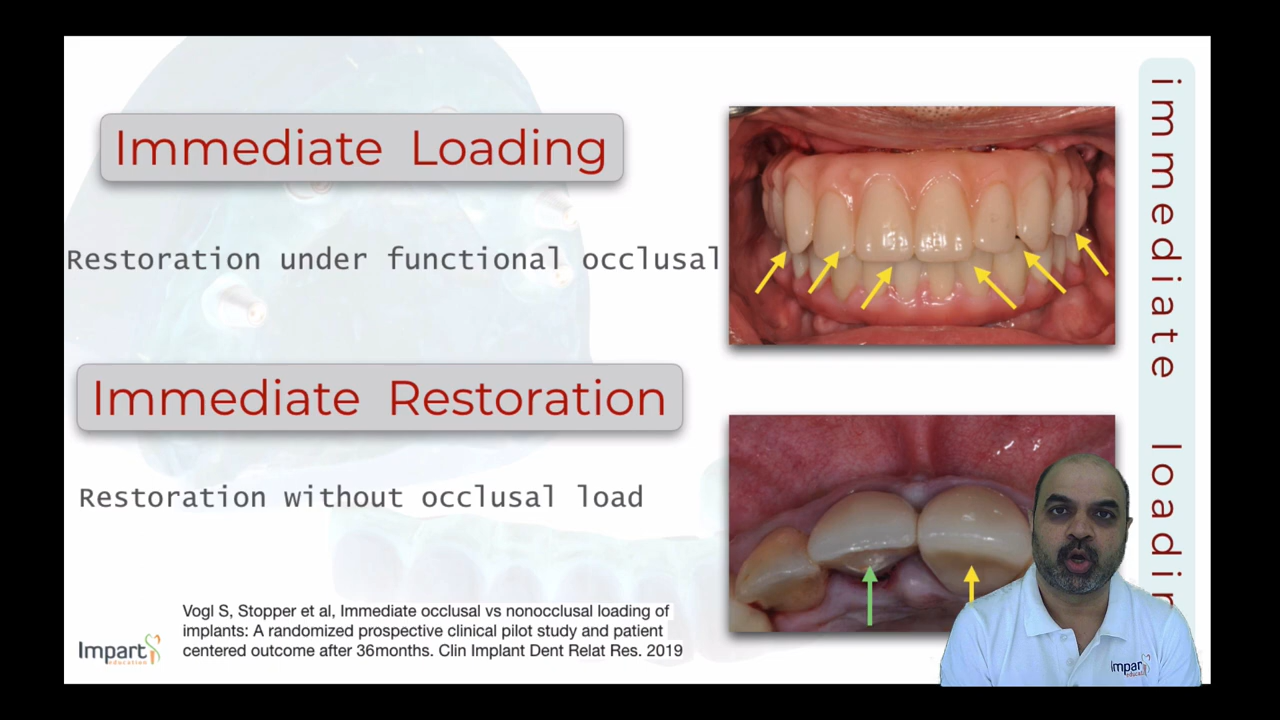 Immediate Loading
Restoration under functional occlusal
Immediate Restoration
Restoration without occlusal load
Vogl S, Stopper et al, Immediate occlusal vs nonocclusal loading of
implants: A randomized prospective clinical pilot study and patient
centered outcome after 36months. Clin Implant Dent Relat Res. 2019
Impart
education
immediate
Impart